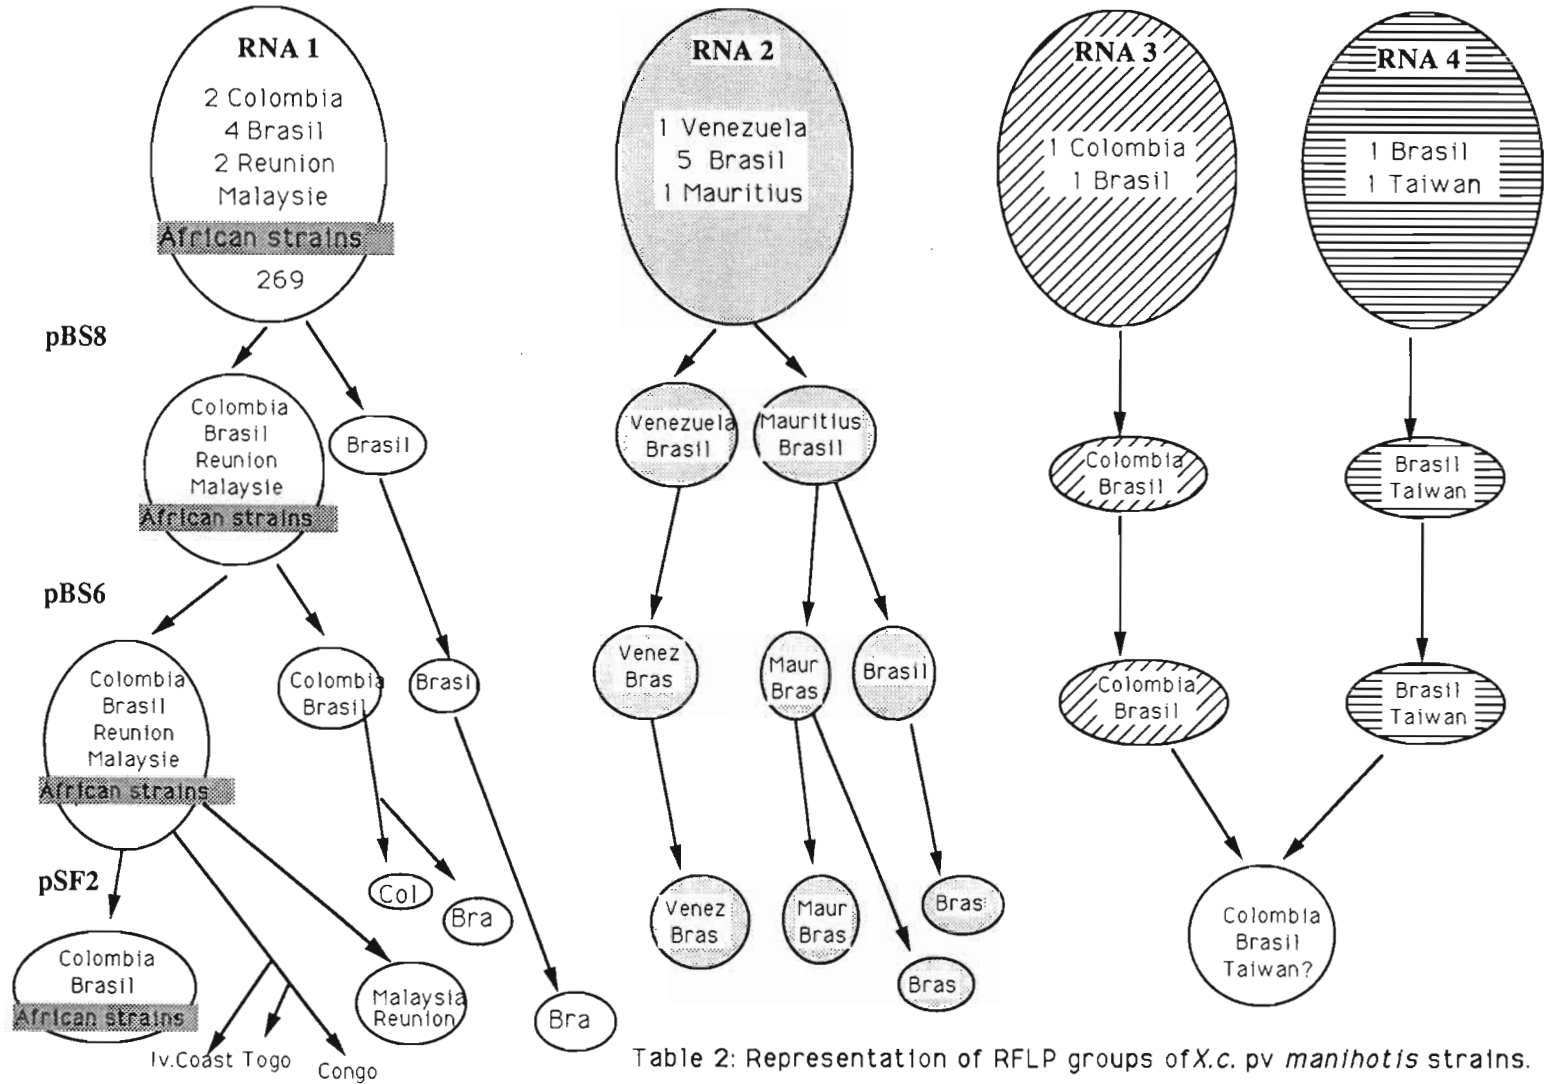 RNA 1
2 Colombia
4 Brasil
2 Reunion
Malaysie
African strains
269
RNA 2
1 Venezuela
5 Brasil
1 Mauritius
RNA 3
1 Colombia
1 Brasil
RNA 4
1 Brasil
1 Taiwan
pBS8
Colombia
Brasil
Reunion
Malaysie
African strains
Brasil
Venezuela
Brasil
Mauritius
Brasil
Colombia
Brasil
Brasil
Taiwan
pBS6
Colombia
Brasil
Reunion
Malaysie
African strains
Colombia
Brasil
Brasi
Venez
Bras
Maur
Bras
Brasil
Colombia
Brasil
Brasil
Taiwan
pSF2
Colombia
Brasil
African strains
Iv.Coast Togo
Congo
Malaysia
Reunion
Col
Bra
Bra
Venez
Bras
Maur
Bras
Bras
Bras
Colombia
Brasil
Taiwan?
Table 2: Representation of RFLP groups of X.c. pv manihotis strains.